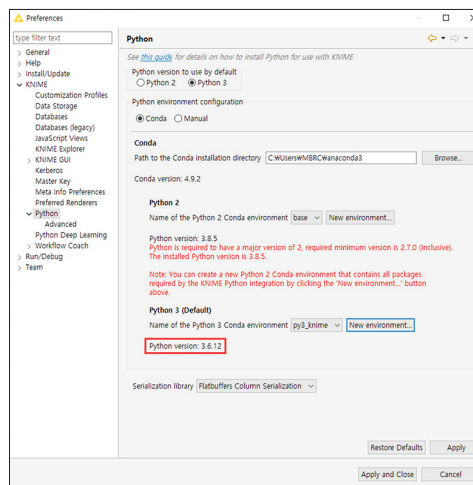 Preferences
type filter text
General
Help
Install/Update
KNIME
Customization Profiles
Data Storage
Databases
Databases (legacy)
JavaScript Views
KNIME Explorer
Preferred Renderers
KNIME GUI
Kerberos
Master Key
Meta Info Preferences
Preferred Renderers
Python
Advanced
Python Deep Learning
Workflow Coach
Run/Debug
Team
Python
See this guide for details on how to install Python for use with KNIME.
Python version to use by default
Python 2 Python 3
Python environment configuration
Conda Manual
Conda
Path to the Conda installation directory C:\Users\MBRC\anaconda3 Browse...
Conda version: 4.9.2
Python 2
Name of the Python 2 Conda environment base New environment...
Python version: 3.8.5
Python is required to have a major version of 2, required minimum version is 2.7.0 (inclusive).
The installed Python version is 3.8.5.
Note: You can create a new Python 2 Conda environment that contains all packages
required by the KNIME Python integration by clicking the 'New environment...' button
above.
Python 3 (Default)
Name of the Python 3 Conda environment py3_knime New environment...
Python version: 3.6.12
Serialization library Flatbuffers Column Serialization
Restore Defaults Apply
Apply and Close Cancel